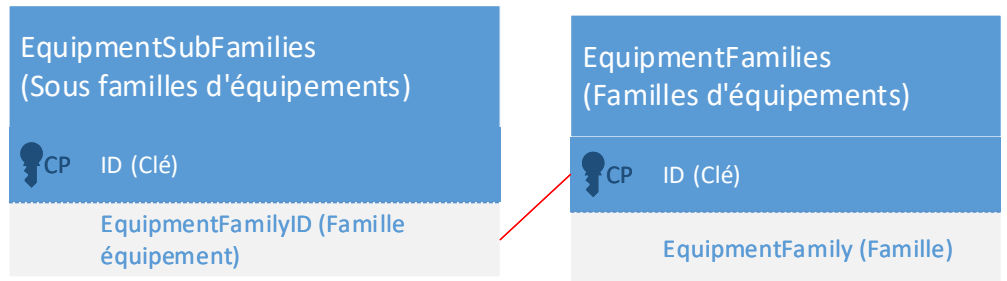 EquipmentSubFamilies
(Sous familles d'équipements)
CP ID (Clé)
EquipmentFamilyID (Famille
équipement)
EquipmentFamilies
(Familles d'équipements)
CP ID (Clé)
EquipmentFamily (Famille)